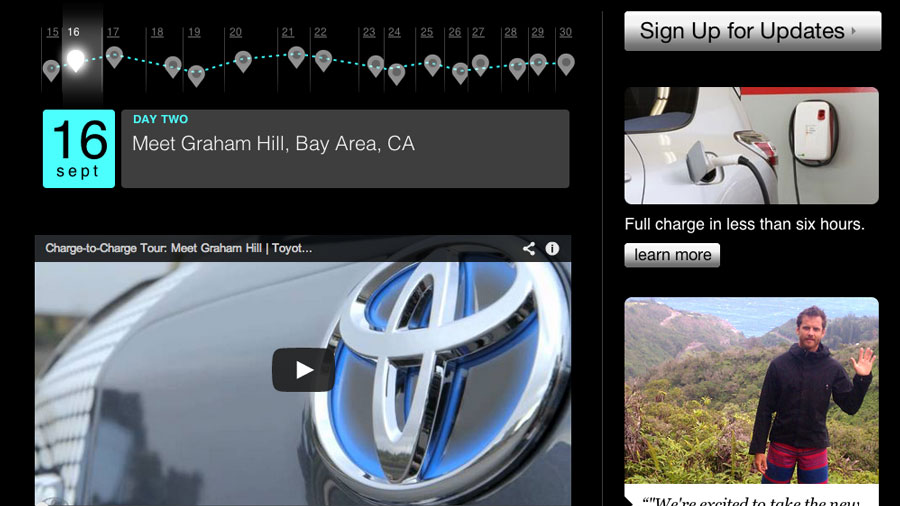 15 16 17 18 19 20 21 22 23 24 25 26 27 28 29 30
16
sept
DAY TWO
Meet Graham Hill, Bay Area, CA
Charge-to-Charge Tour: Meet Graham Hill | Toyot...
Sign Up for Updates
Full charge in less than six hours.
learn more
“"We're excited to take the new